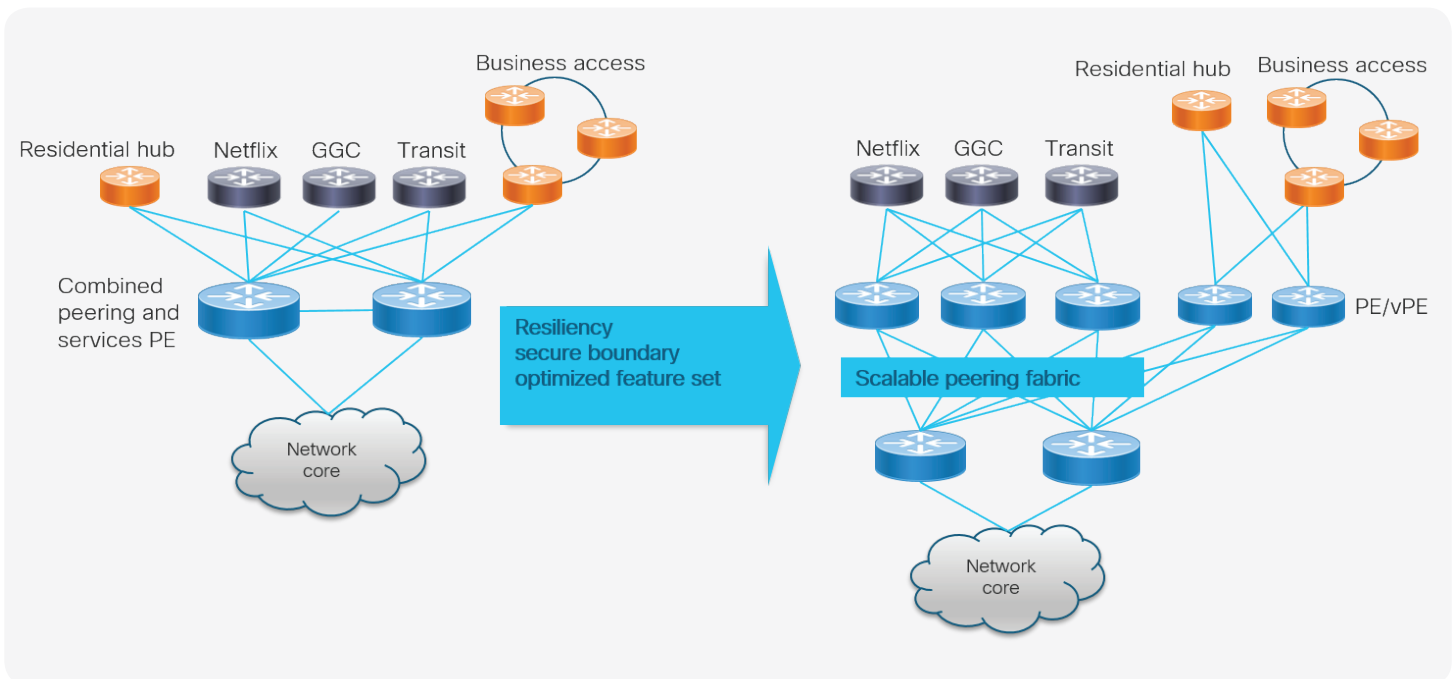 Business access
Residential hub
Netflix
GGC
Transit
Combined
peering and
services PE
Network
core
Resiliency
secure boundary
optimized feature set
Residential hub
Business access
Netflix
GGC
Transit
PE/vPE
Scalable peering fabric
Network
core